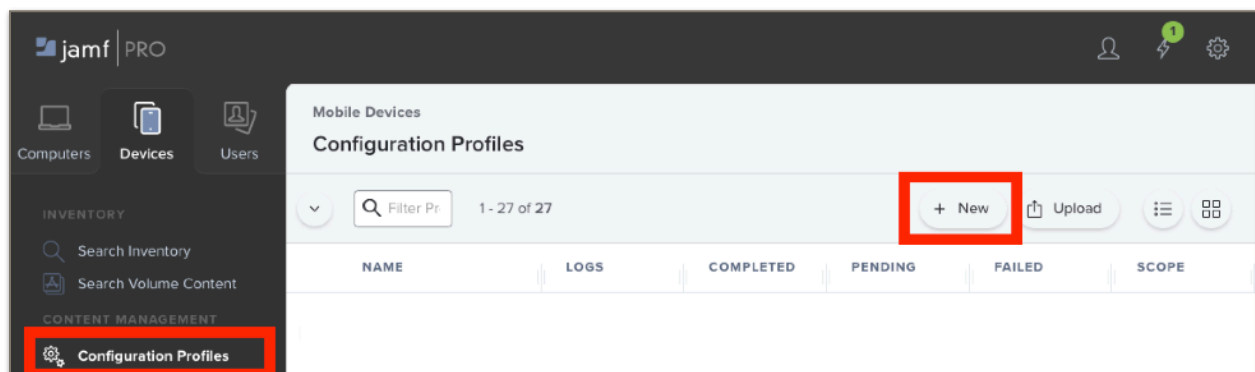 jamf PRO
1
Computers Devices Users
Mobile Devices
Configuration Profiles
INVENTORY
Search Inventory
Search Volume Content
CONTENT MANAGEMENT
Configuration Profiles
Filter Pr 1 - 27 of 27 + New Upload
NAME LOGS COMPLETED PENDING FAILED SCOPE